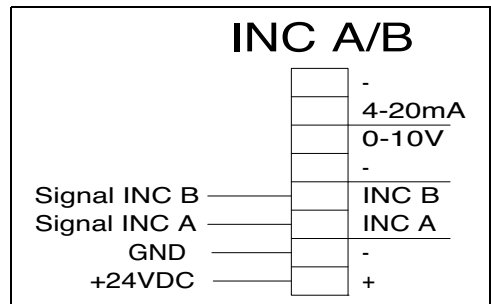 INC A/B
-
4-20mA
0-10V
-
Signal INC B INC B
Signal INC A INC A
GND -
+24VDC +